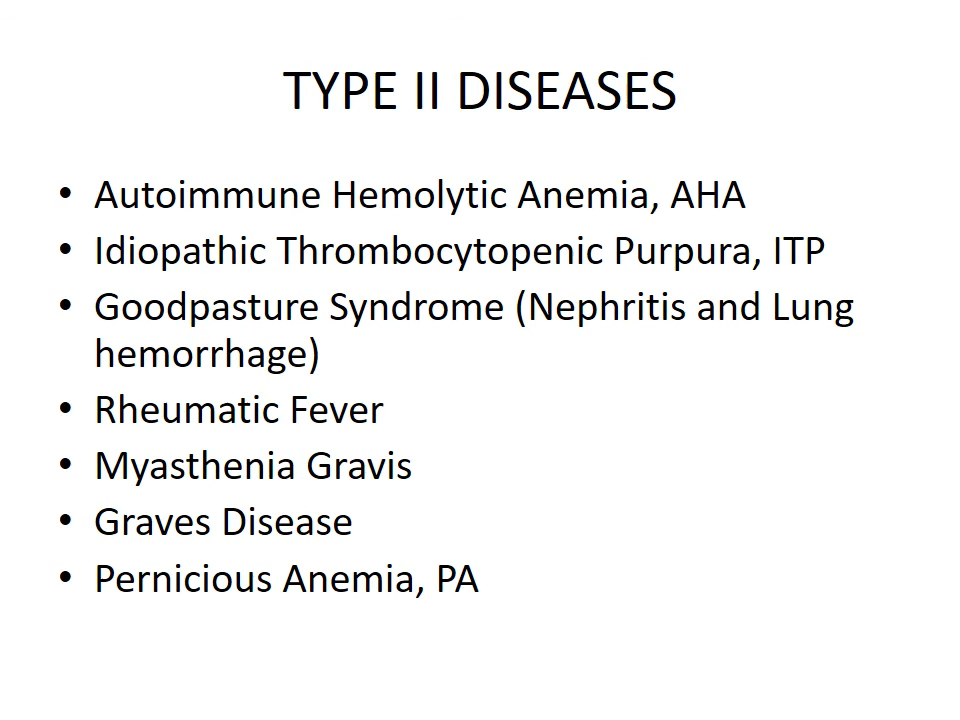 TYPE II DISEASES
• Autoimmune Hemolytic Anemia, AHA
• Idiopathic Thrombocytopenic Purpura, ITP
• Goodpasture Syndrome (Nephritis and Lung
hemorrhage)
• Rheumatic Fever
• Myasthenia Gravis
• Graves Disease
• Pernicious Anemia, PA